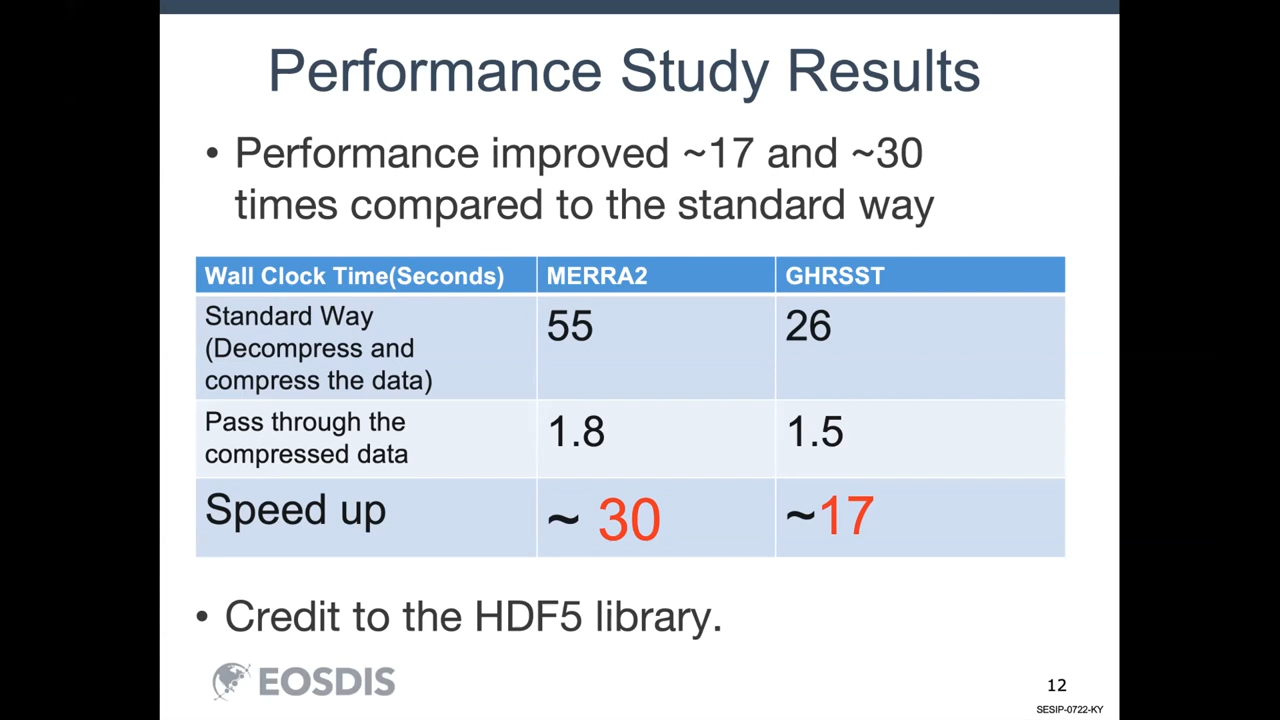 Performance Study Results
• Performance improved ~17 and ~30
times compared to the standard way
Wall Clock Time(Seconds) MERRA2 GHRSST
Standard Way
(Decompress and
compress the data)
55 26
Pass through the
compressed data
1.8 1.5
Speed up ~ 30 ~17
• Credit to the HDF5 library.
EOSDIS
12
SESIP-0722-KY